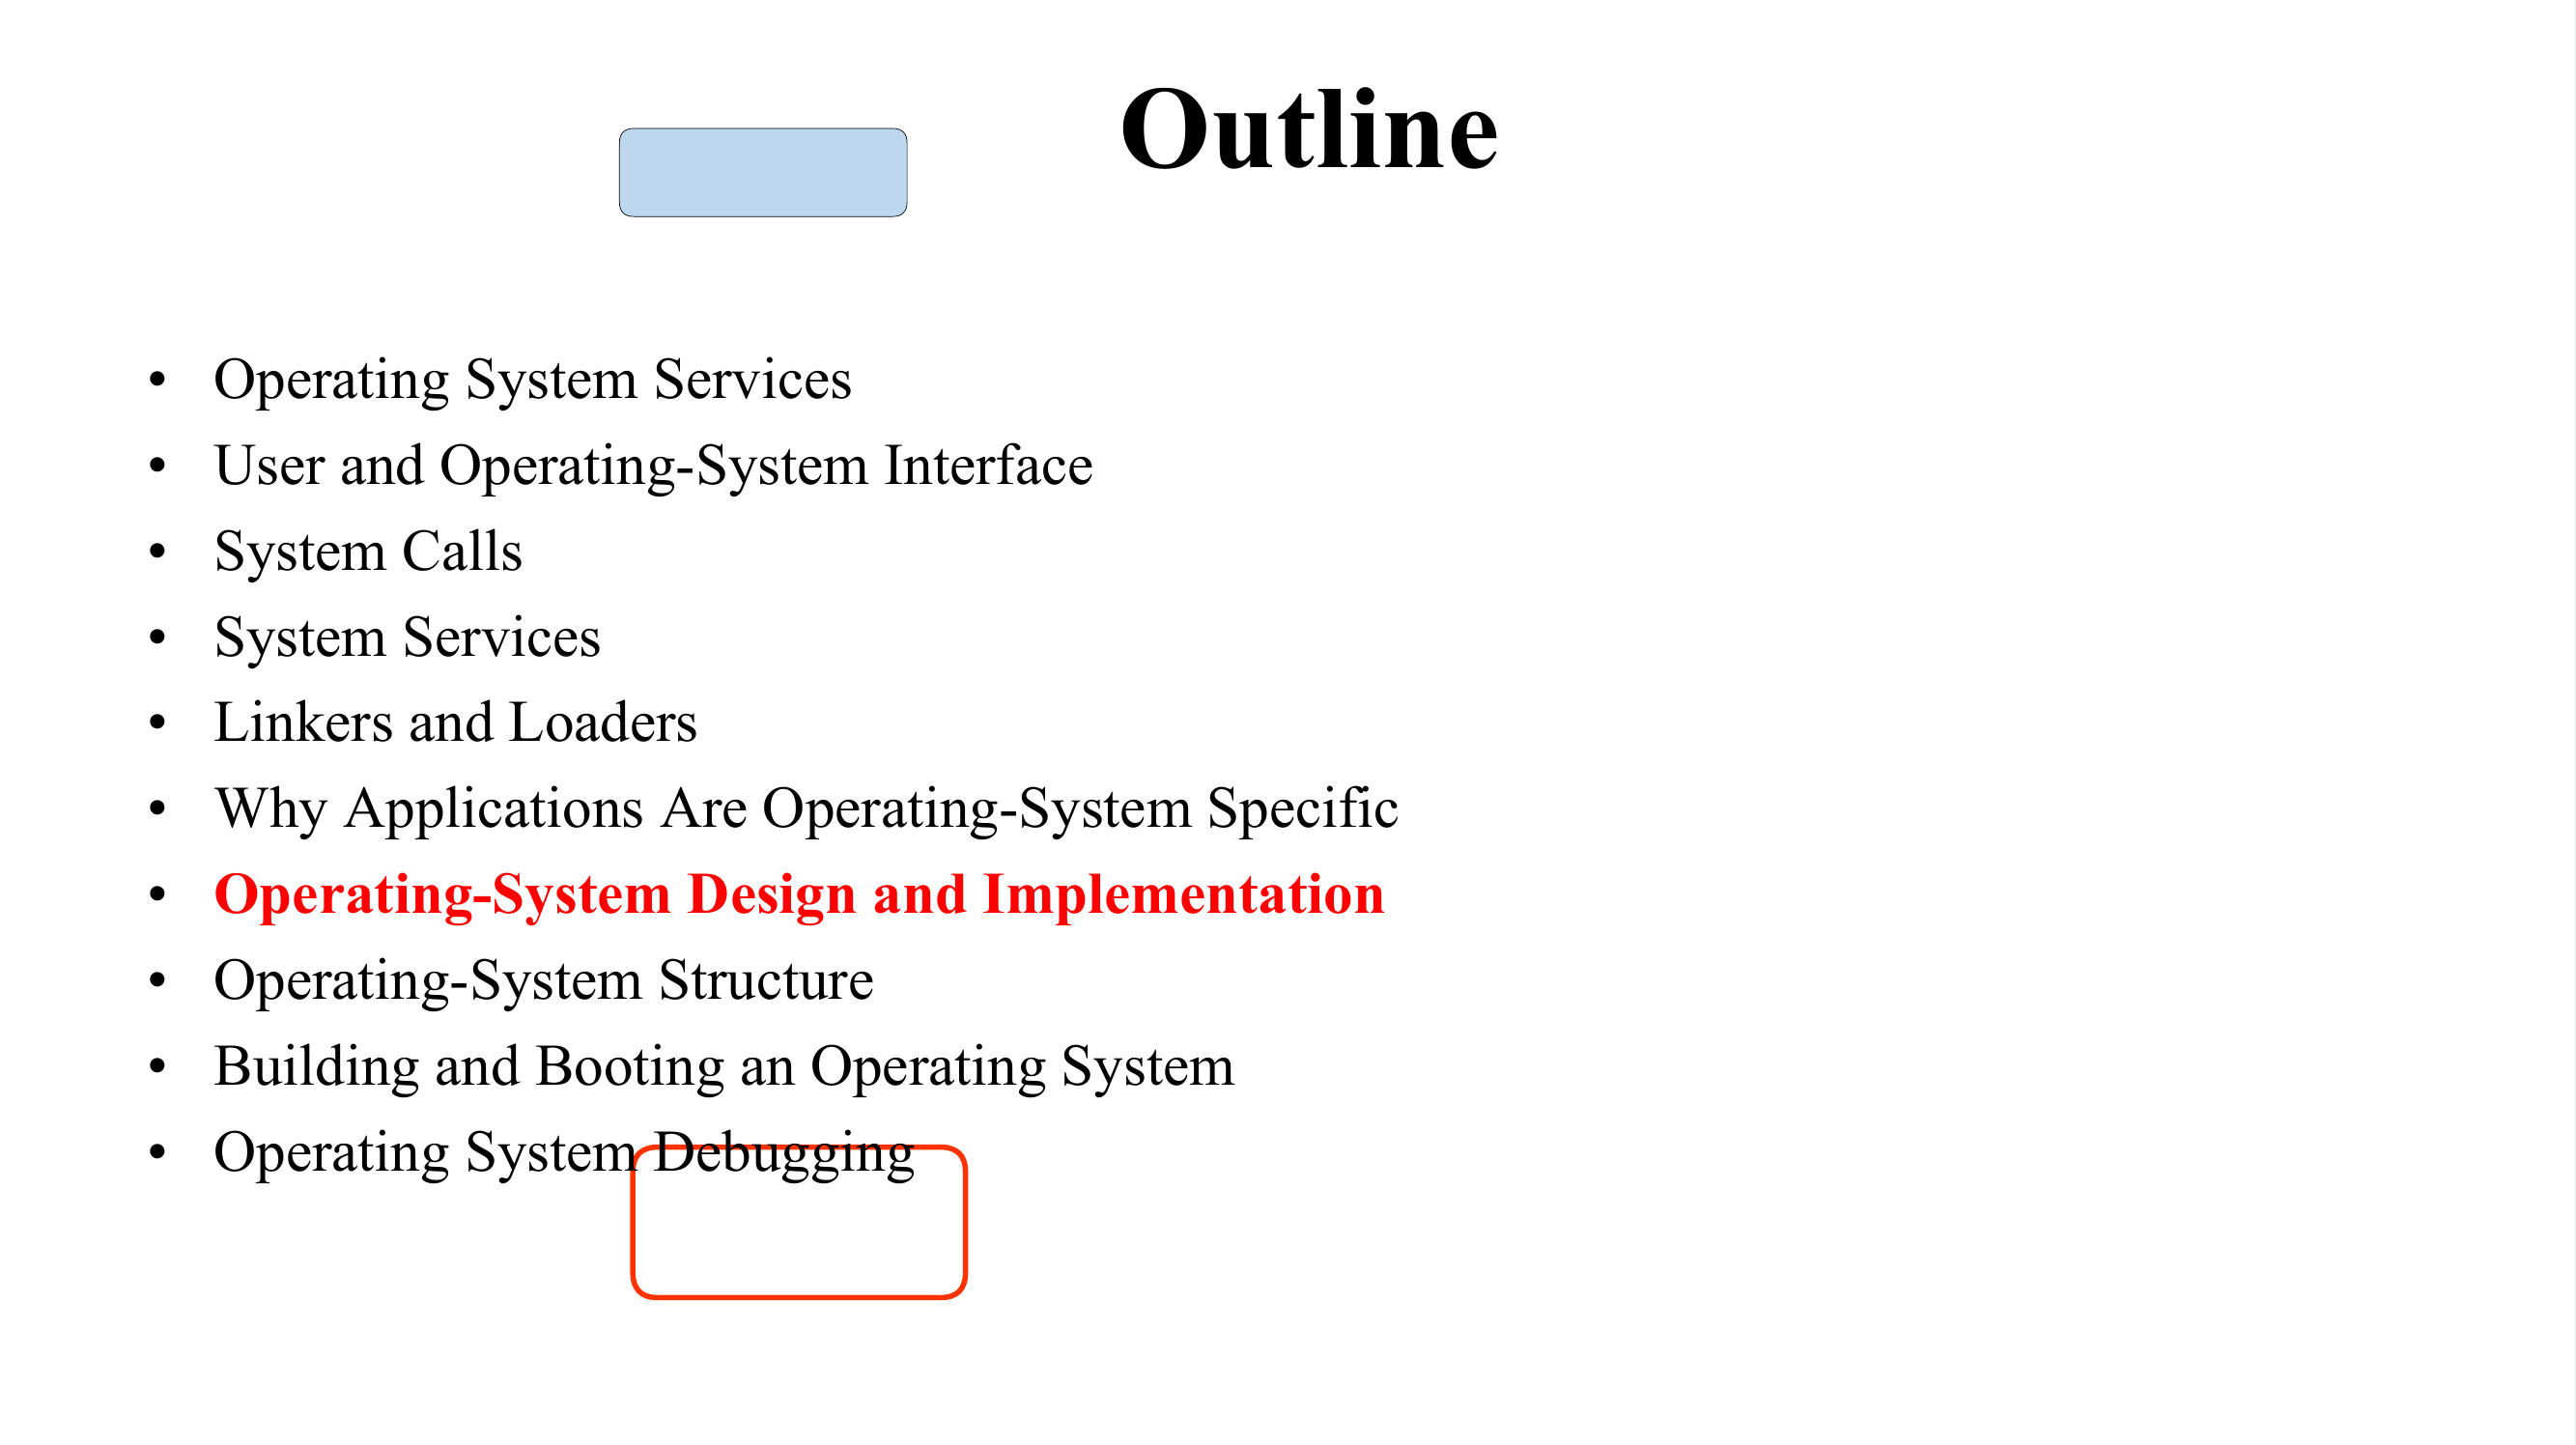 Outline
• Operating System Services
• User and Operating-System Interface
• System Calls
• System Services
• Linkers and Loaders
• Why Applications Are Operating-System Specific
• Operating-System Design and Implementation
• Operating-System Structure
• Building and Booting an Operating System
• Operating System Debugging